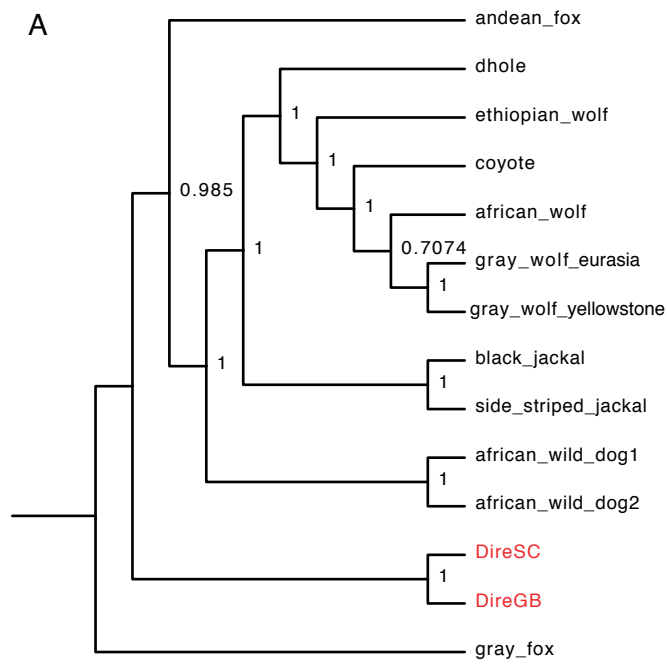 A
andean_fox
dhole
1
ethiopian_wolf
1
coyote
0.985
1
african_wolf
1
0.7074
gray_wolf_eurasia
1
gray_wolf_yellowstone
black_jackal
1
1
side_striped_jackal
african_wild_dog1
1
african_wild_dog2
DireSC
1
DireGB
gray_fox